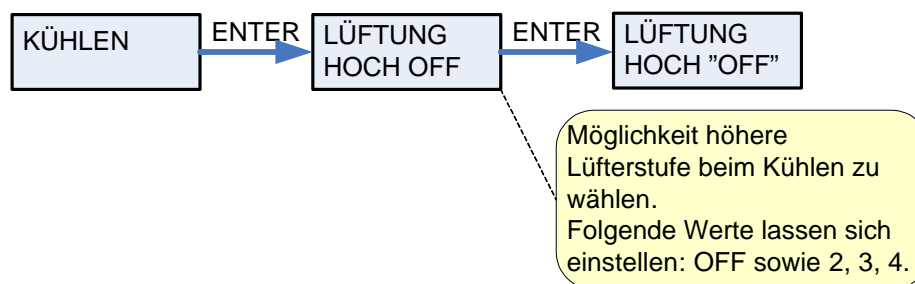 KÜHLEN
ENTER
LÜFTUNG
HOCH OFF
ENTER
LÜFTUNG
HOCH ”OFF”
Möglichkeit höhere
Lüfterstufe beim Kühlen zu
wählen.
Folgende Werte lassen sich
einstellen: OFF sowie 2, 3, 4.